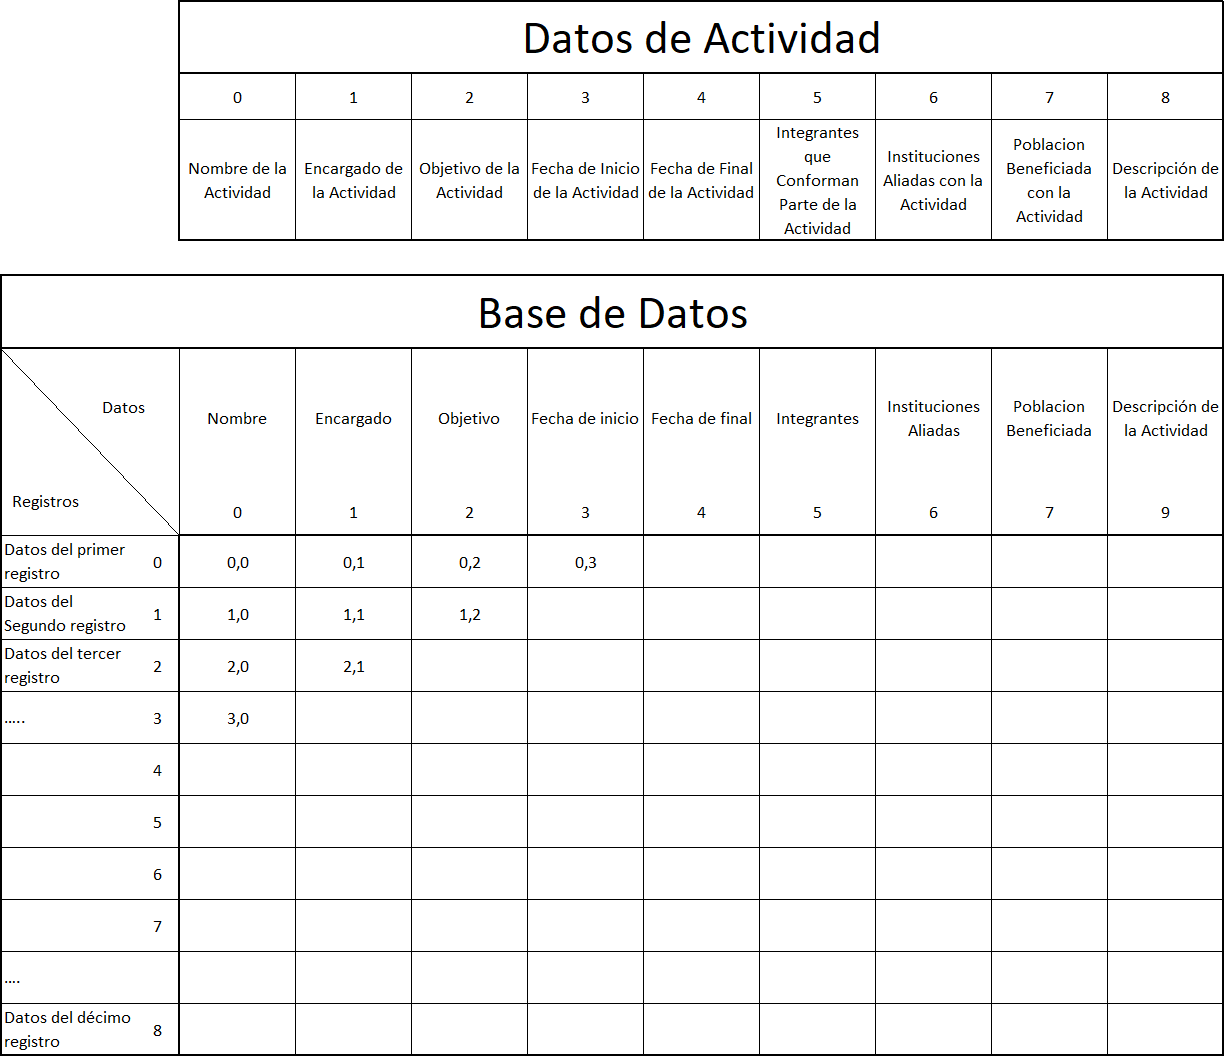 Datos de Actividad
0 1 2 3 4 5 6 7 8
Nombre de la Actividad
Encargado de la Actividad
Objetivo de la Actividad
Fecha de Inicio de la Actividad
Fecha de Final de la Actividad
Integrantes que Conforman Parte de la Actividad
Instituciones Aliadas con la Actividad
Poblacion Beneficiada con la Actividad
Descripción de la Actividad
Base de Datos
Datos
Registros
Nombre
Encargado
Objetivo
Fecha de inicio
Fecha de final
Integrantes
Instituciones Aliadas
Poblacion Beneficiada
Descripción de la Actividad
0 1 2 3 4 5 6 7 9
Datos del primer registro 0 0,0 0,1 0,2 0,3
Datos del Segundo registro 1 1,0 1,1 1,2
Datos del tercer registro 2 2,0 2,1
..... 3 3,0
4
5
6
7
....
Datos del décimo registro 8